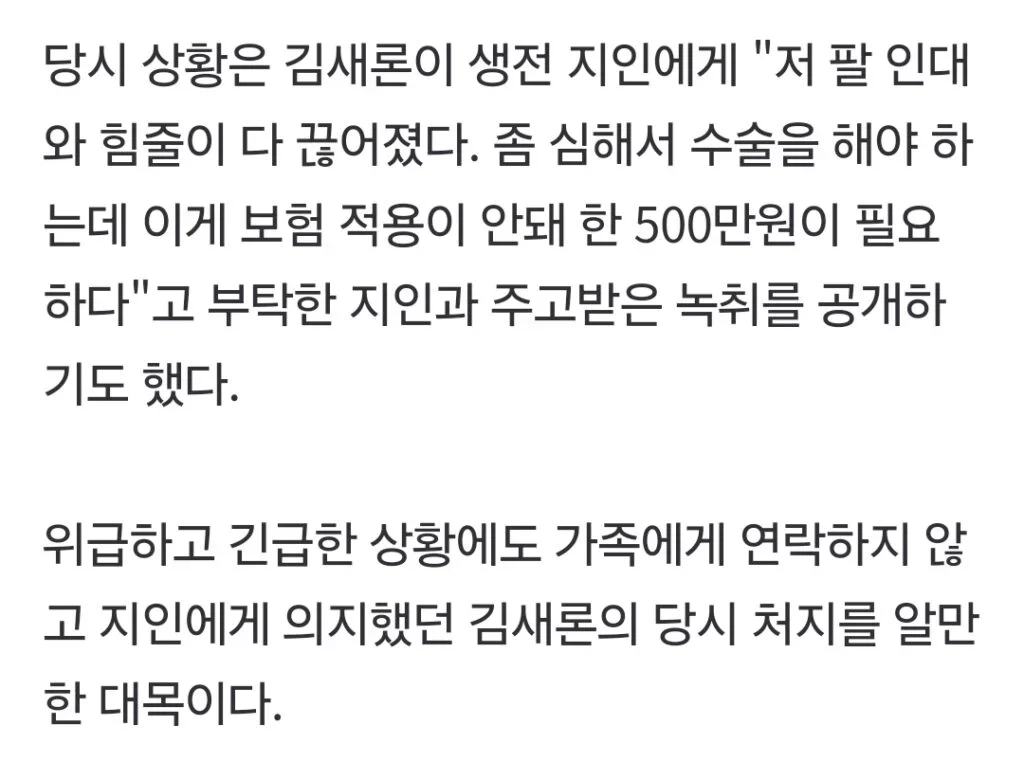 당시 상황은 김새론이 생전 지인에게 "저 팔 인대
와 힘줄이 다 끊어졌다. 좀 심해서 수술을 해야 하
는데 이게 보험 적용이 안돼 한 500만원이 필요
하다"고 부탁한 지인과 주고받은 녹취를 공개하
기도 했다.
위급하고 긴급한 상황에도 가족에게 연락하지 않
고 지인에게 의지했던 김새론의 당시 처지를 알만
한 대목이다.